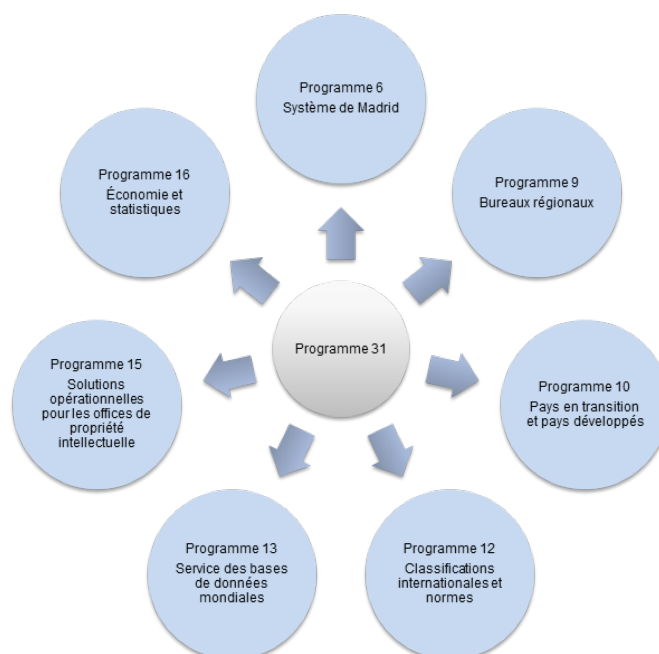 Programme 6
Système de Madrid
Programme 9
Bureaux régionaux
Programme 10
Pays en transition
et pays développés
Programme 12
Classifications
internationales et
normes
Programme 13
Service des bases
de données
mondiales
Programme 15
Solutions
opérationnelles
pour les offices de
propriété
intellectuelle
Programme 16
Économie et
statistiques
Programme 31